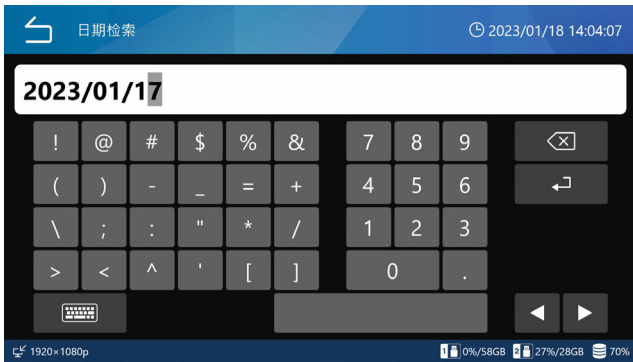 日期检索 2023/01/18 14:04:07
2023/01/17
! @ # $ % & 7 8 9
( ) - _ = + 4 5 6
\ ; : " * / 1 2 3
> < ^ ' [ ] 0 .
1920×1080p 1 0%/58GB 2 27%/28GB 70%